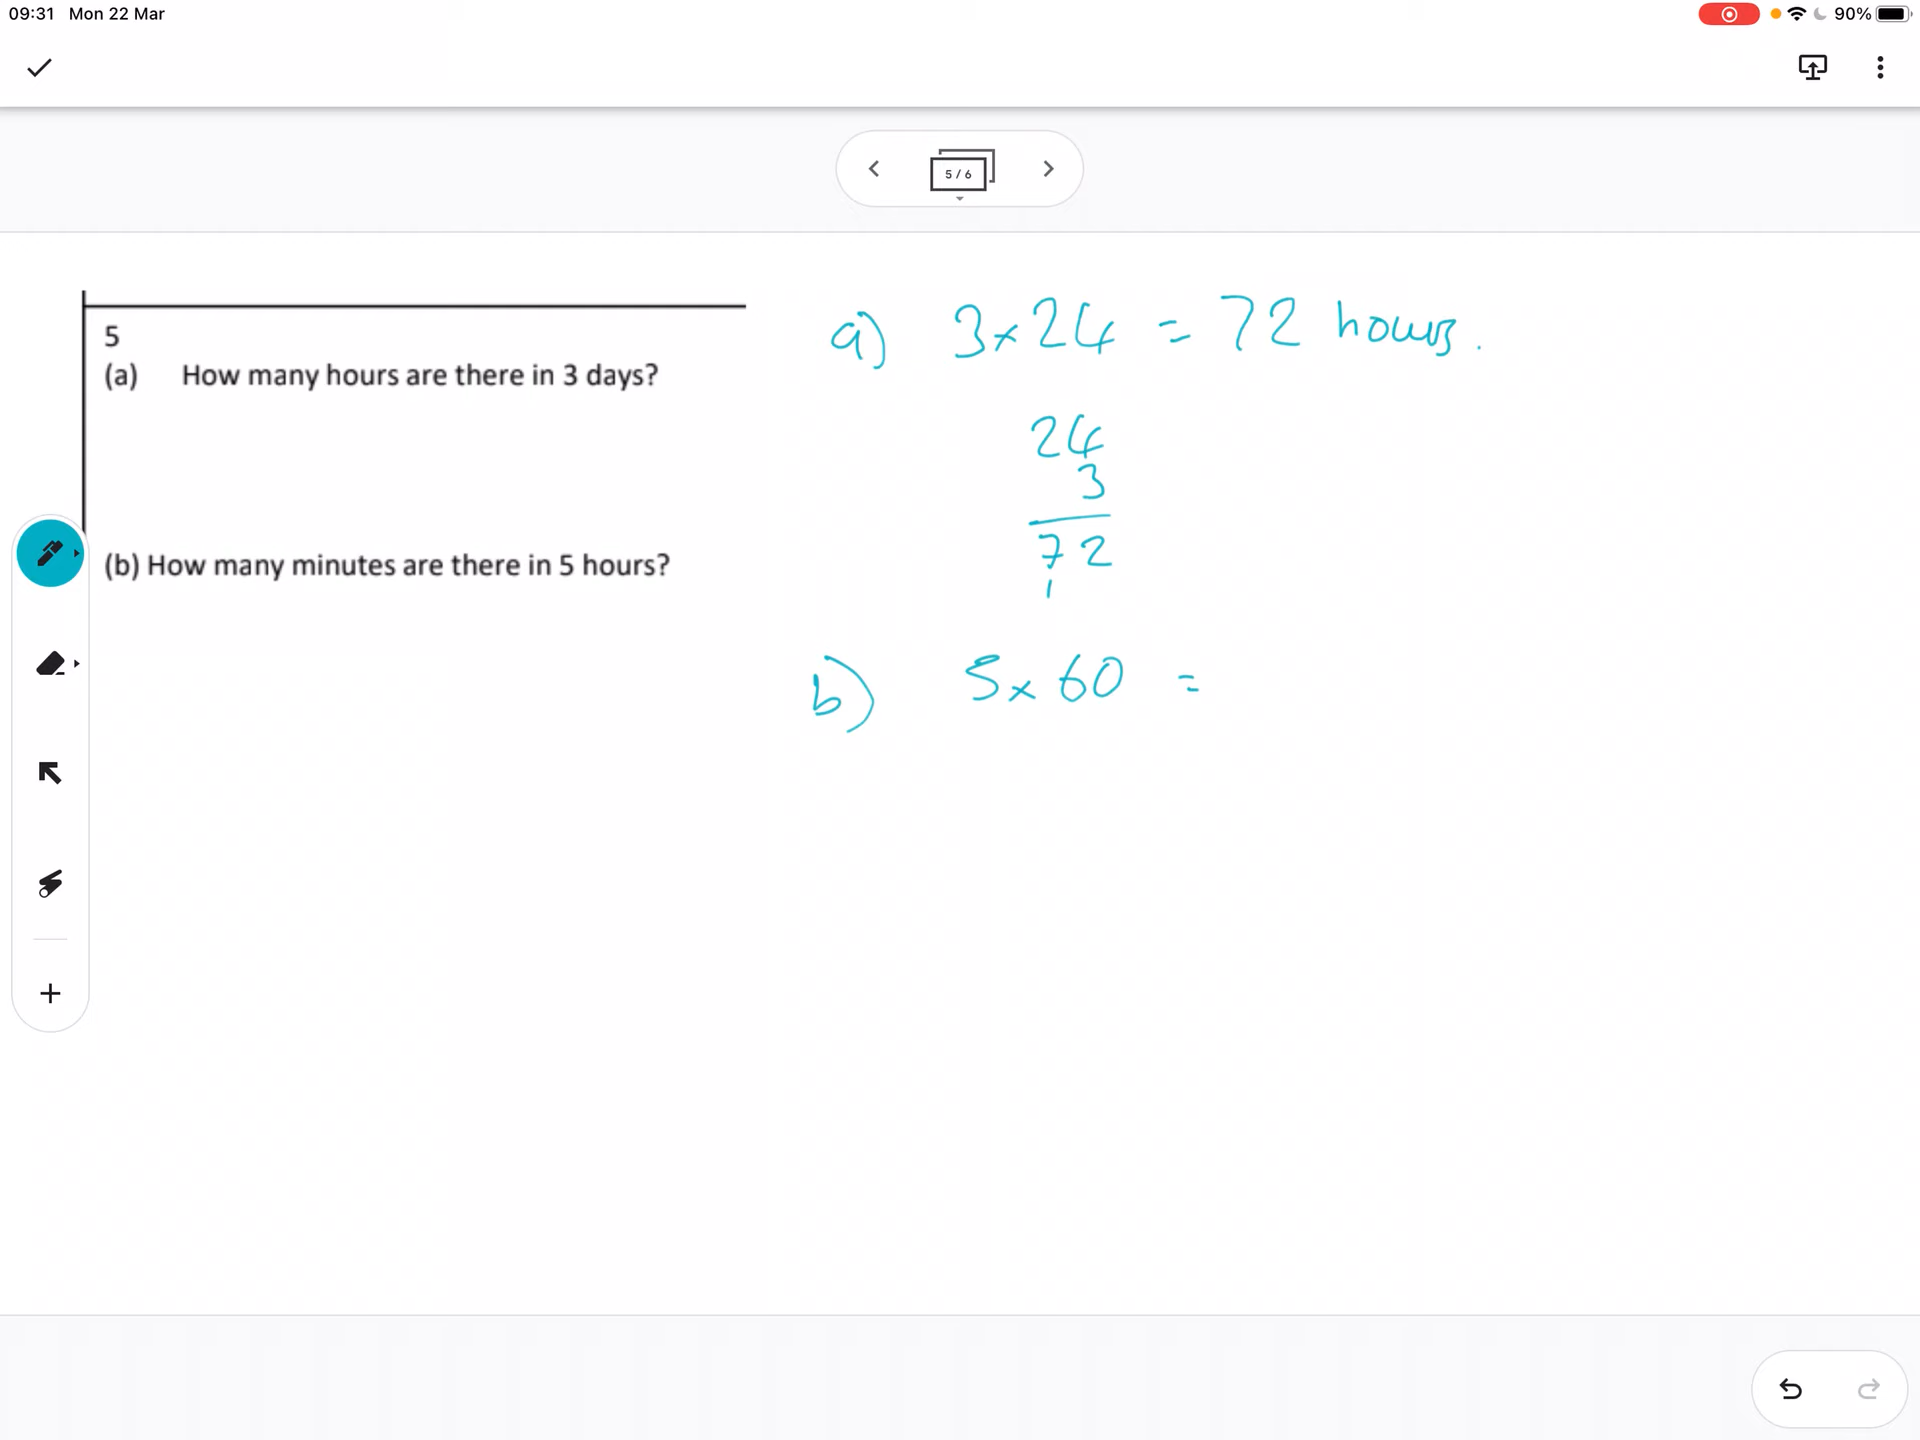 09:31 Mon 22 Mar
90%
5 / 6
5
(a) How many hours are there in 3 days?
(b) How many minutes are there in 5 hours?
a) 3 x 24 = 72 hours.
24
3
72
1
b) 5 x 60 =